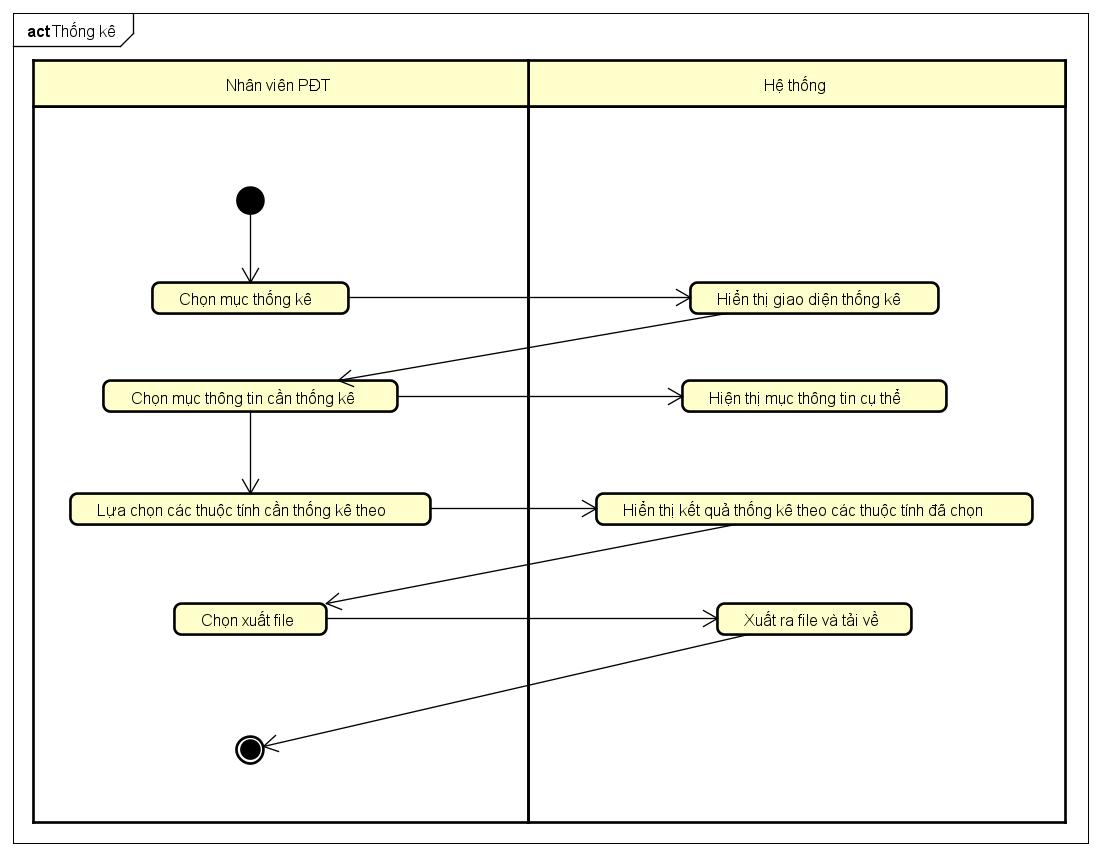 act Thống kê
Nhân viên PĐT
Hệ thống
Chọn mục thống kê
Hiển thị giao diện thống kê
Chọn mục thông tin cần thống kê
Hiện thị mục thông tin cụ thể
Lựa chọn các thuộc tính cần thống kê theo
Hiển thị kết quả thống kê theo các thuộc tính đã chọn
Chọn xuất file
Xuất ra file và tải về